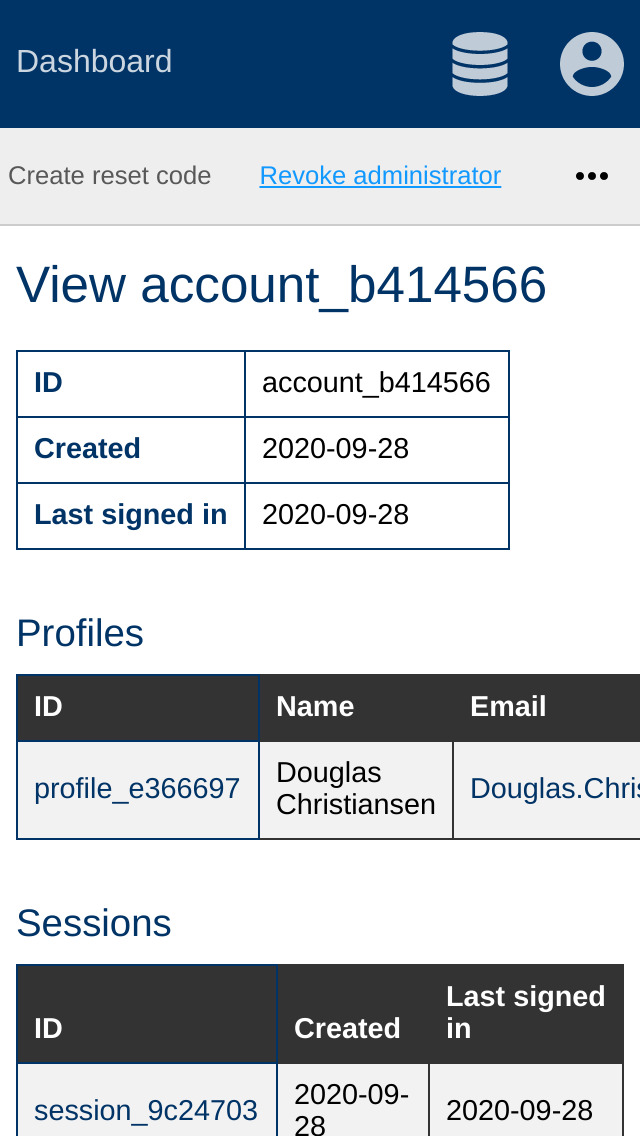 Dashboard
Create reset code Revoke administrator
View account_b414566
ID account_b414566
Created 2020-09-28
Last signed in 2020-09-28
Profiles
ID Name Email
profile_e366697 Douglas Christiansen Douglas.Chris
Sessions
ID Created Last signed in
session_9c24703 2020-09-28 2020-09-28